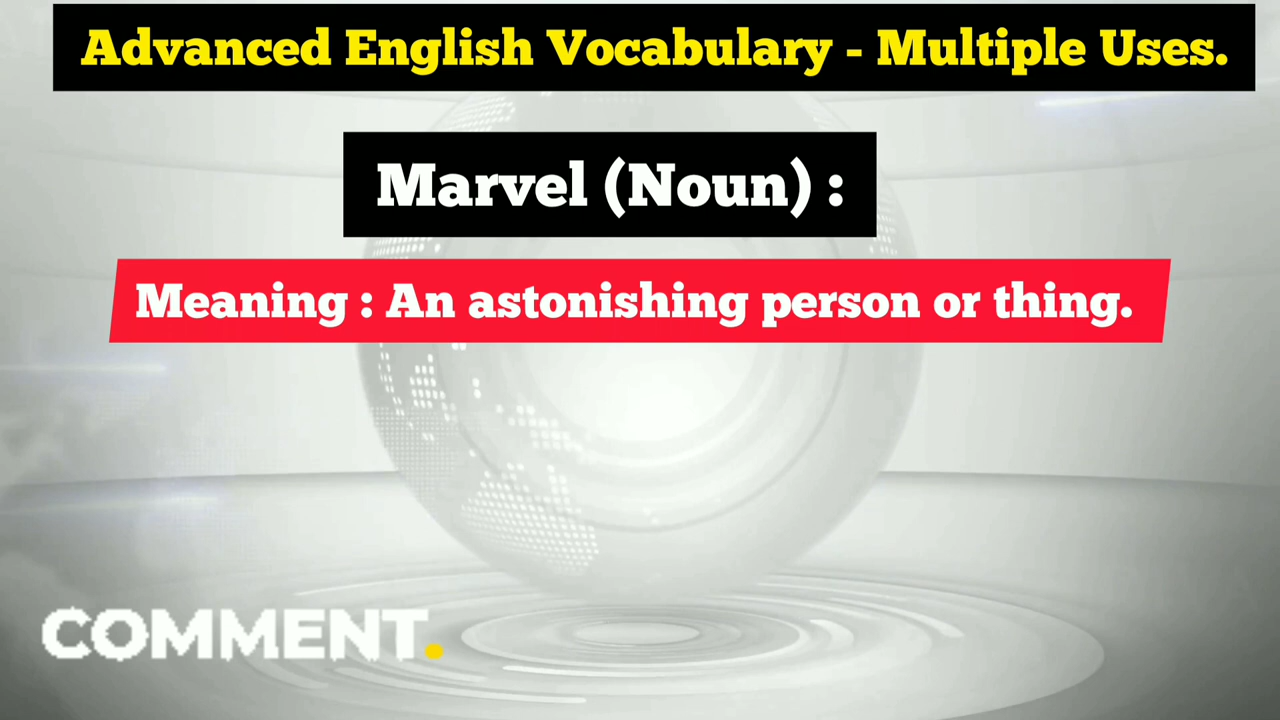 Advanced English Vocabulary - Multiple Uses.
Marvel (Noun) :
Meaning : An astonishing person or thing.
COMMENT.